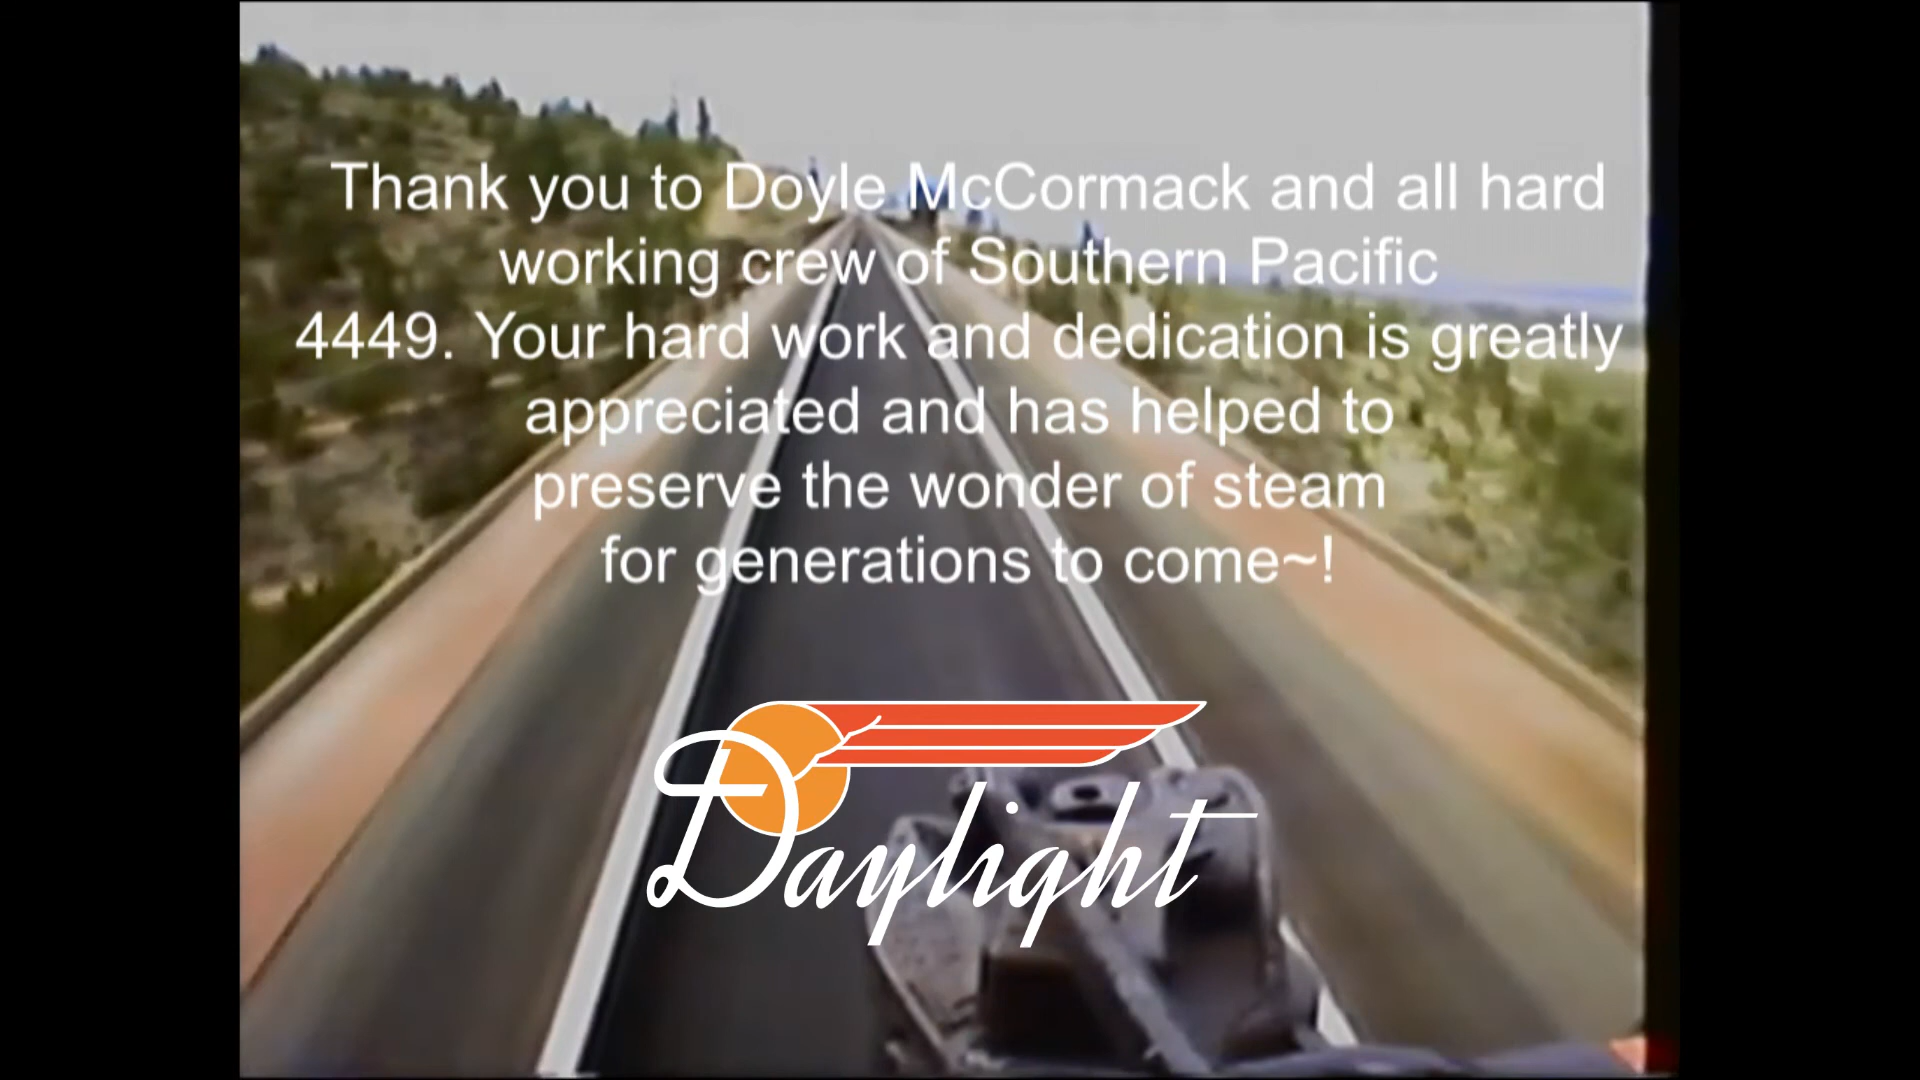 Thank you to Doyle McCormack and all hard
working crew of Southern Pacific
4449. Your hard work and dedication is greatly
appreciated and has helped to
preserve the wonder of steam
for generations to come~!
Daylight